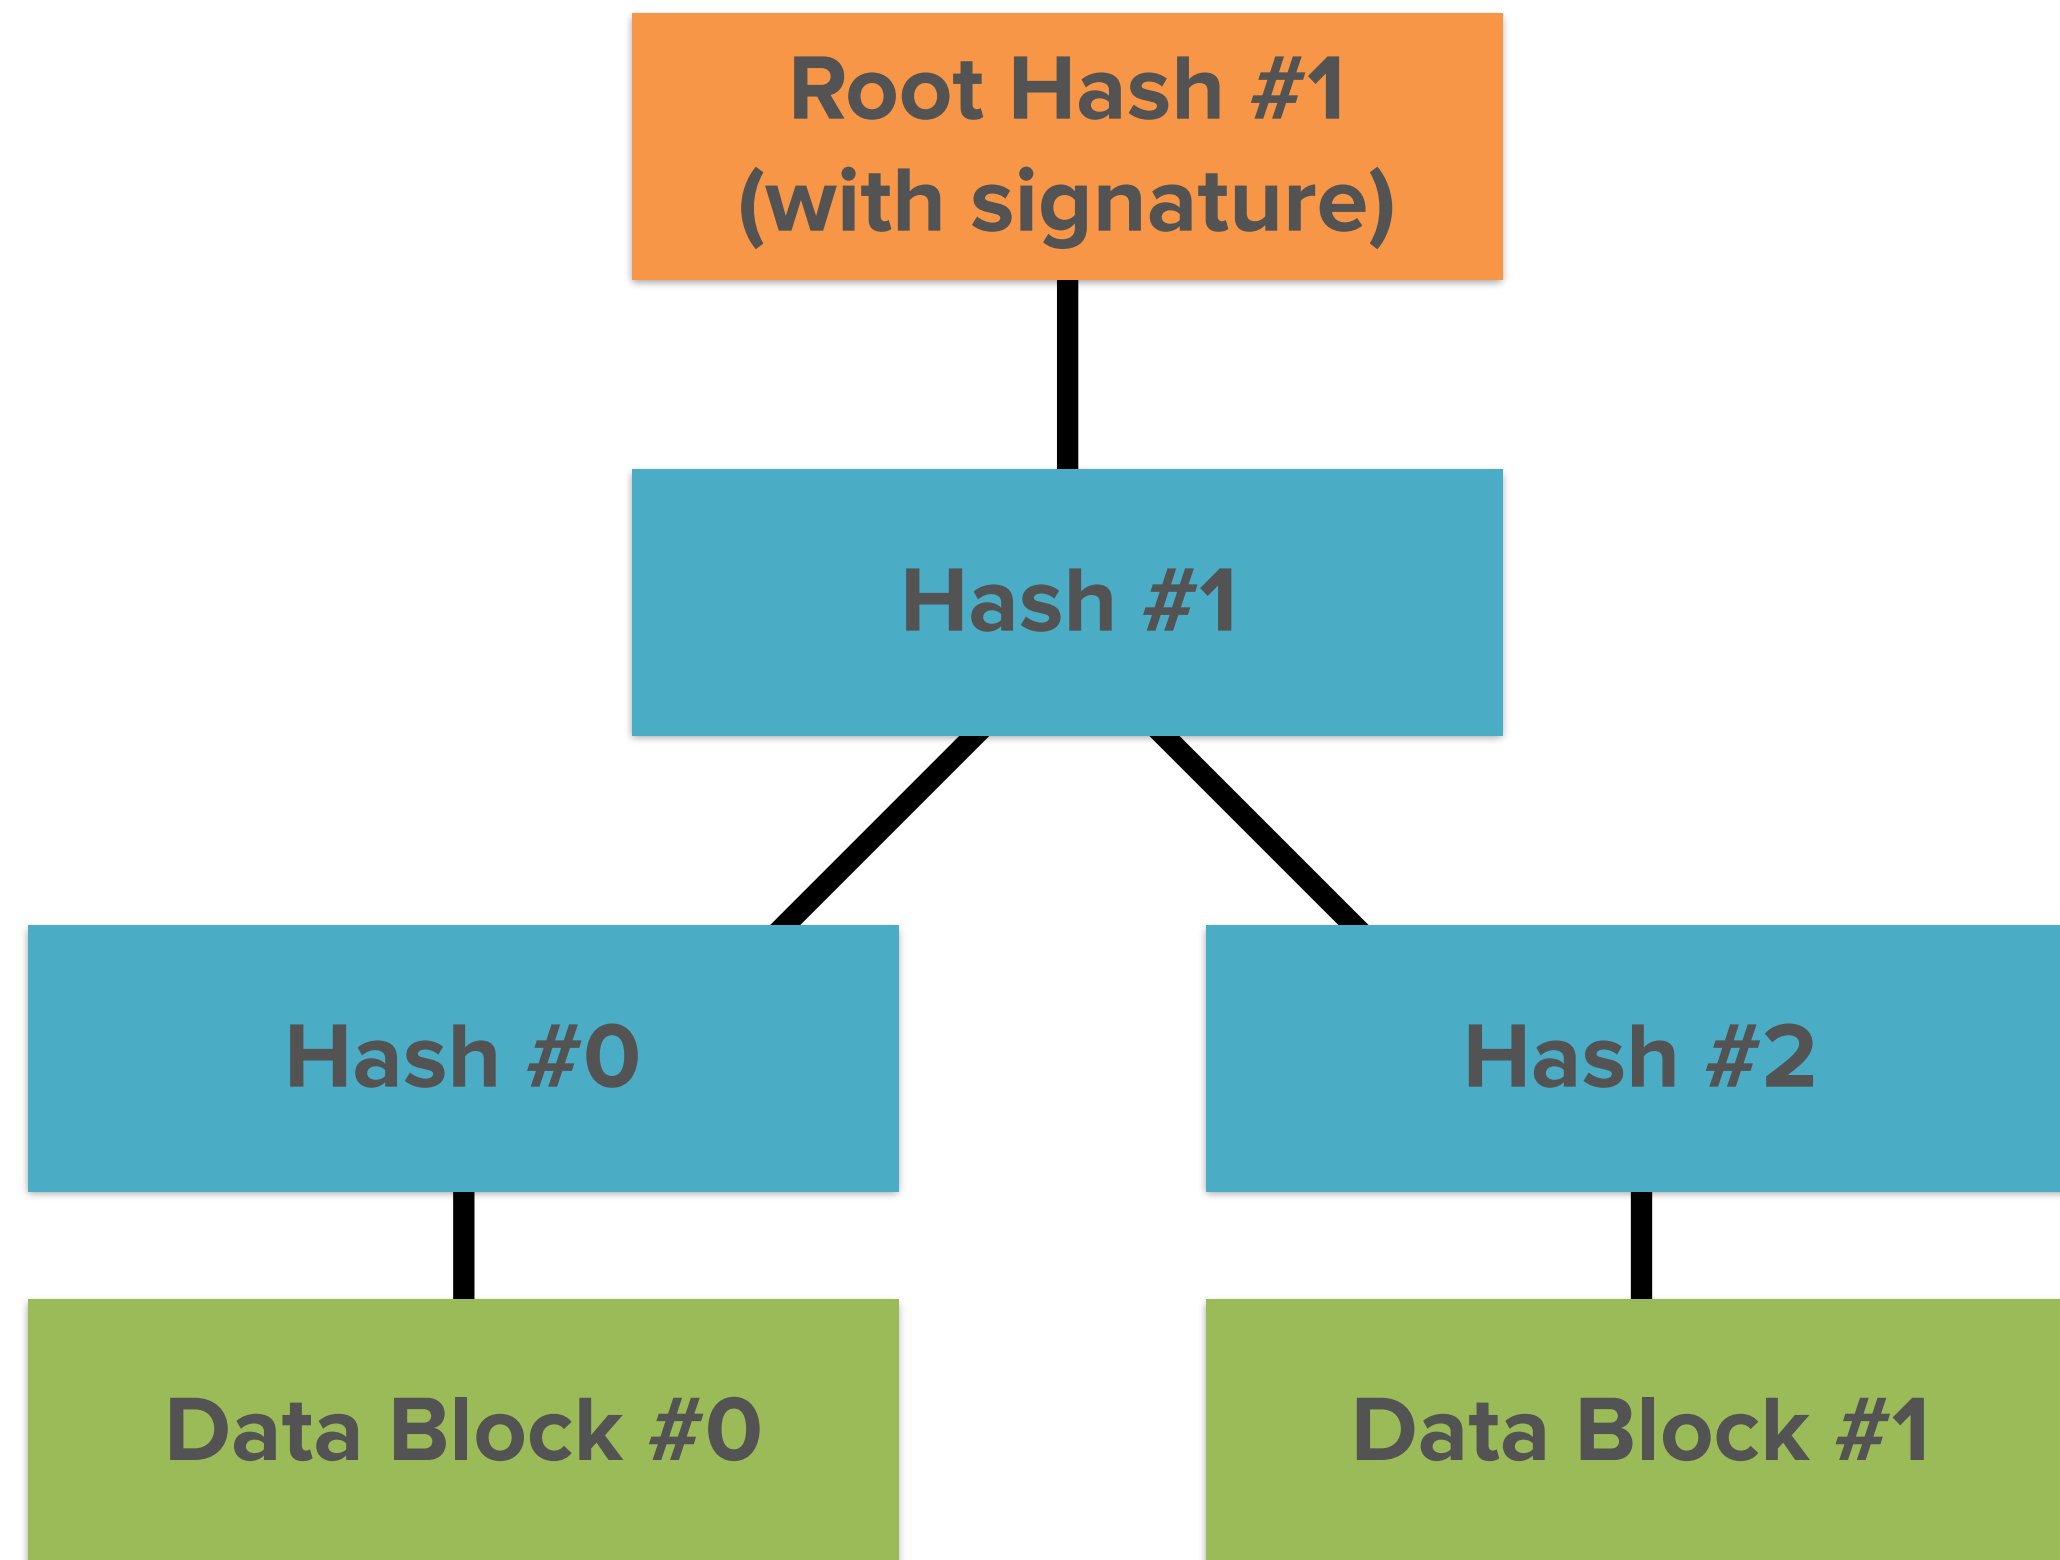 Root Hash #1
(with signature)
Hash #1
Hash #0
Hash #2
Data Block #0
Data Block #1